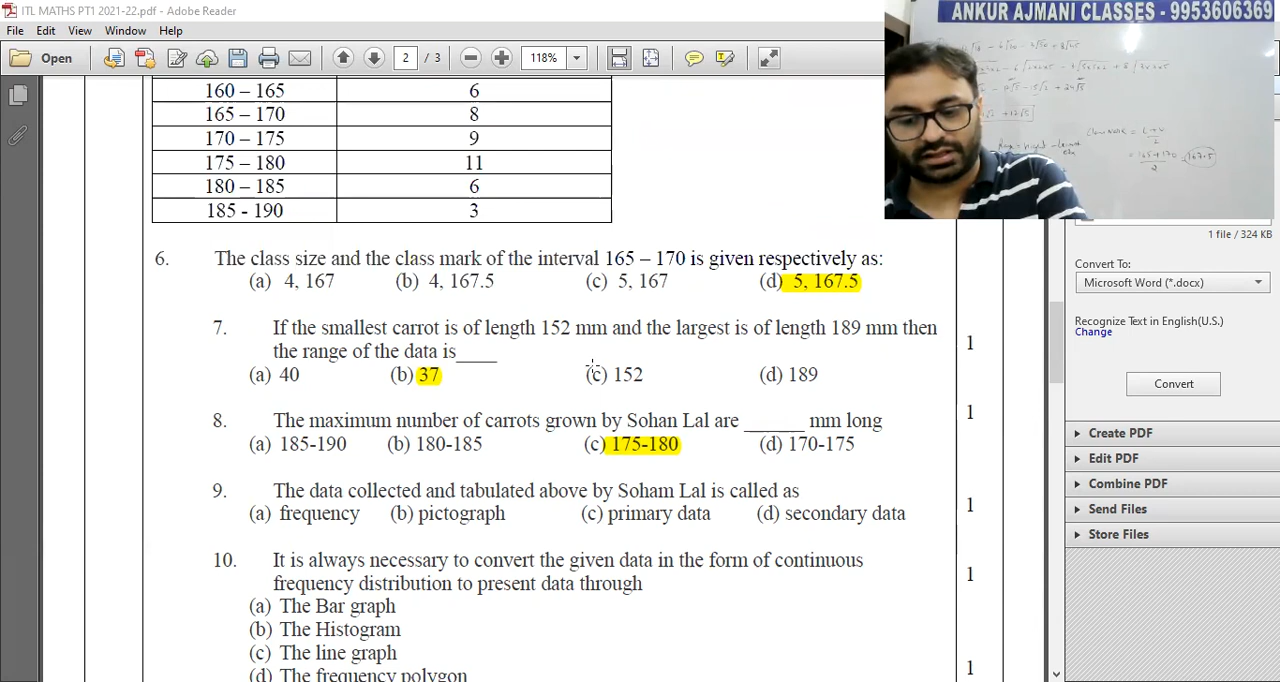 ITL MATHS PT1 2021-22.pdf - Adobe Reader
File Edit View Window Help
Open 2 / 3 118%
ANKUR AJMANI CLASSES - 9953606369
160 – 165 6
165 – 170 8
170 – 175 9
175 – 180 11
180 – 185 6
185 - 190 3
1 file / 324 KB
Convert To:
Microsoft Word (*.docx)
Recognize Text in English(U.S.)
Change
Convert
Create PDF
Edit PDF
Combine PDF
Send Files
Store Files
6. The class size and the class mark of the interval 165 – 170 is given respectively as:
(a) 4, 167 (b) 4, 167.5 (c) 5, 167 (d) 5, 167.5
7. If the smallest carrot is of length 152 mm and the largest is of length 189 mm then 1
the range of the data is____
(a) 40 (b) 37 (c) 152 (d) 189
8. The maximum number of carrots grown by Sohan Lal are ______ mm long 1
(a) 185-190 (b) 180-185 (c) 175-180 (d) 170-175
9. The data collected and tabulated above by Soham Lal is called as 1
(a) frequency (b) pictograph (c) primary data (d) secondary data
10. It is always necessary to convert the given data in the form of continuous 1
frequency distribution to present data through
(a) The Bar graph
(b) The Histogram
(c) The line graph
(d) The frequency polygon 1